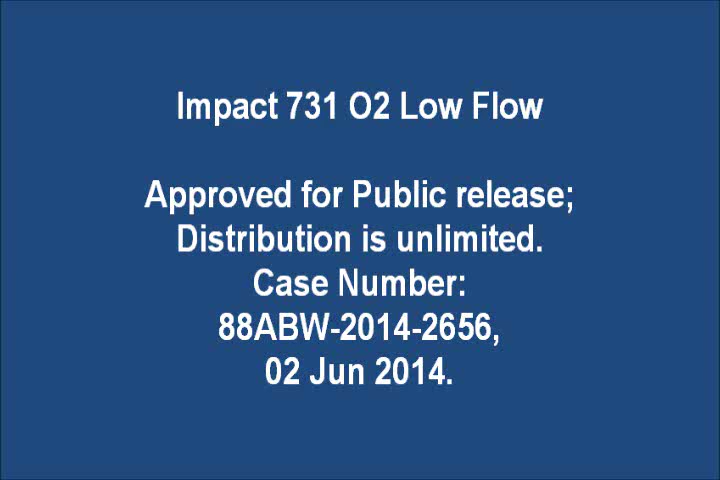 Impact 731 O2 Low Flow
Approved for Public release;
Distribution is unlimited.
Case Number:
88ABW-2014-2656,
02 Jun 2014.